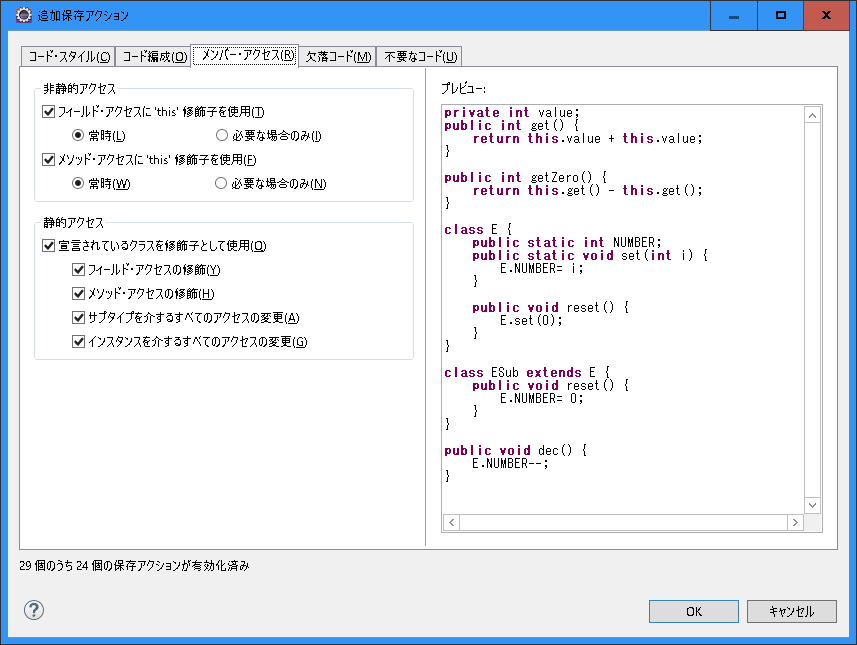 追加保存アクション
コード・スタイル(C) コード編成(O) メンバー・アクセス(R) 欠落コード(M) 不要なコード(U)
非静的アクセス
フィールド・アクセスに 'this' 修飾子を使用(T)
常時(L) 必要な場合のみ(I)
メソッド・アクセスに 'this' 修飾子を使用(F)
常時(W) 必要な場合のみ(N)
静的アクセス
宣言されているクラスを修飾子として使用(Q)
フィールド・アクセスの修飾(Y)
メソッド・アクセスの修飾(H)
サブタイプを介するすべてのアクセスの変更(A)
インスタンスを介するすべてのアクセスの変更(G)
プレビュー:
private int value;
public int get() {
    return this.value + this.value;
}
public int getZero() {
    return this.get() - this.get();
}
class E {
    public static int NUMBER;
    public static void set(int i) {
        E.NUMBER= i;
    }
    public void reset() {
        E.set(0);
    }
}
class ESub extends E {
    public void reset() {
        E.NUMBER= 0;
    }
}
public void dec() {
    E.NUMBER--;
}
29 個のうち 24 個の保存アクションが有効化済み
?
OK キャンセル